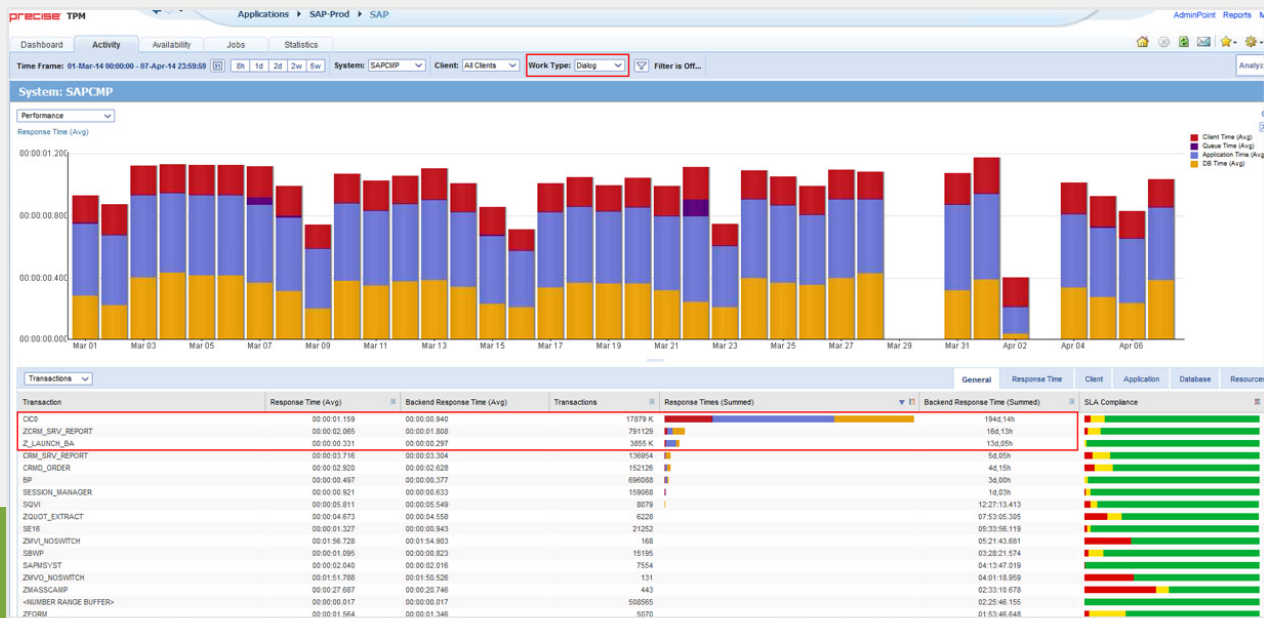 precise TPM
Applications ▸ SAP-Prod ▸ SAP
AdminPoint Reports M
Dashboard Activity Availability Jobs Statistics
Time Frame: 01-Mar-14 00:00:00 - 07-Apr-14 23:59:59 8h 1d 2d 2w 5w System: SAPCMP Client: All Clients Work Type: Dialog Filter is Off... Analyz
System: SAPCMP
Performance
Response Time (Avg)
Client Time (Avg)
Queue Time (Avg)
Application Time (Avg
DB Time (Avg)
00:00:01.200
00:00:00.800
00:00:00.400
00:00:00.000
Mar 01 Mar 03 Mar 05 Mar 07 Mar 09 Mar 11 Mar 13 Mar 15 Mar 17 Mar 19 Mar 21 Mar 23 Mar 25 Mar 27 Mar 29 Mar 31 Apr 02 Apr 04 Apr 06
Transactions General Response Time Client Application Database Resources
Transaction Response Time (Avg) Backend Response Time (Avg) Transactions Response Times (Summed) Backend Response Time (Summed) SLA Compliance
CIC0 00:00:01.159 00:00:00.940 17879 K 194d,14h
ZCRM_SRV_REPORT 00:00:02.085 00:00:01.808 791129 16d,13h
Z_LAUNCH_BA 00:00:00.331 00:00:00.297 3855 K 13d,05h
CRM_SRV_REPORT 00:00:03.716 00:00:03.304 136954 5d,05h
CRMD_ORDER 00:00:02.920 00:00:02.628 152126 4d,15h
BP 00:00:00.497 00:00:00.377 696088 3d,00h
SESSION_MANAGER 00:00:00.921 00:00:00.633 159068 1d,03h
SQVI 00:00:05.811 00:00:05.549 8079 12:27:13.413
ZQUOT_EXTRACT 00:00:04.673 00:00:04.558 6228 07:53:05.305
SE16 00:00:01.327 00:00:00.943 21252 05:33:56.119
ZMVI_NOSWITCH 00:01:56.728 00:01:54.903 168 05:21:43.681
SBWP 00:00:01.095 00:00:00.823 15195 03:28:21.574
SAPMSYST 00:00:02.040 00:00:02.016 7554 04:13:47.019
ZMVO_NOSWITCH 00:01:51.788 00:01:50.526 131 04:01:18.959
ZMASSCAMP 00:00:27.687 00:00:20.746 443 02:33:10.678
<NUMBER RANGE BUFFER> 00:00:00.017 00:00:00.017 508565 02:25:46.155
ZFORM 00:00:01.564 00:00:01.346 5070 01:53:46.648